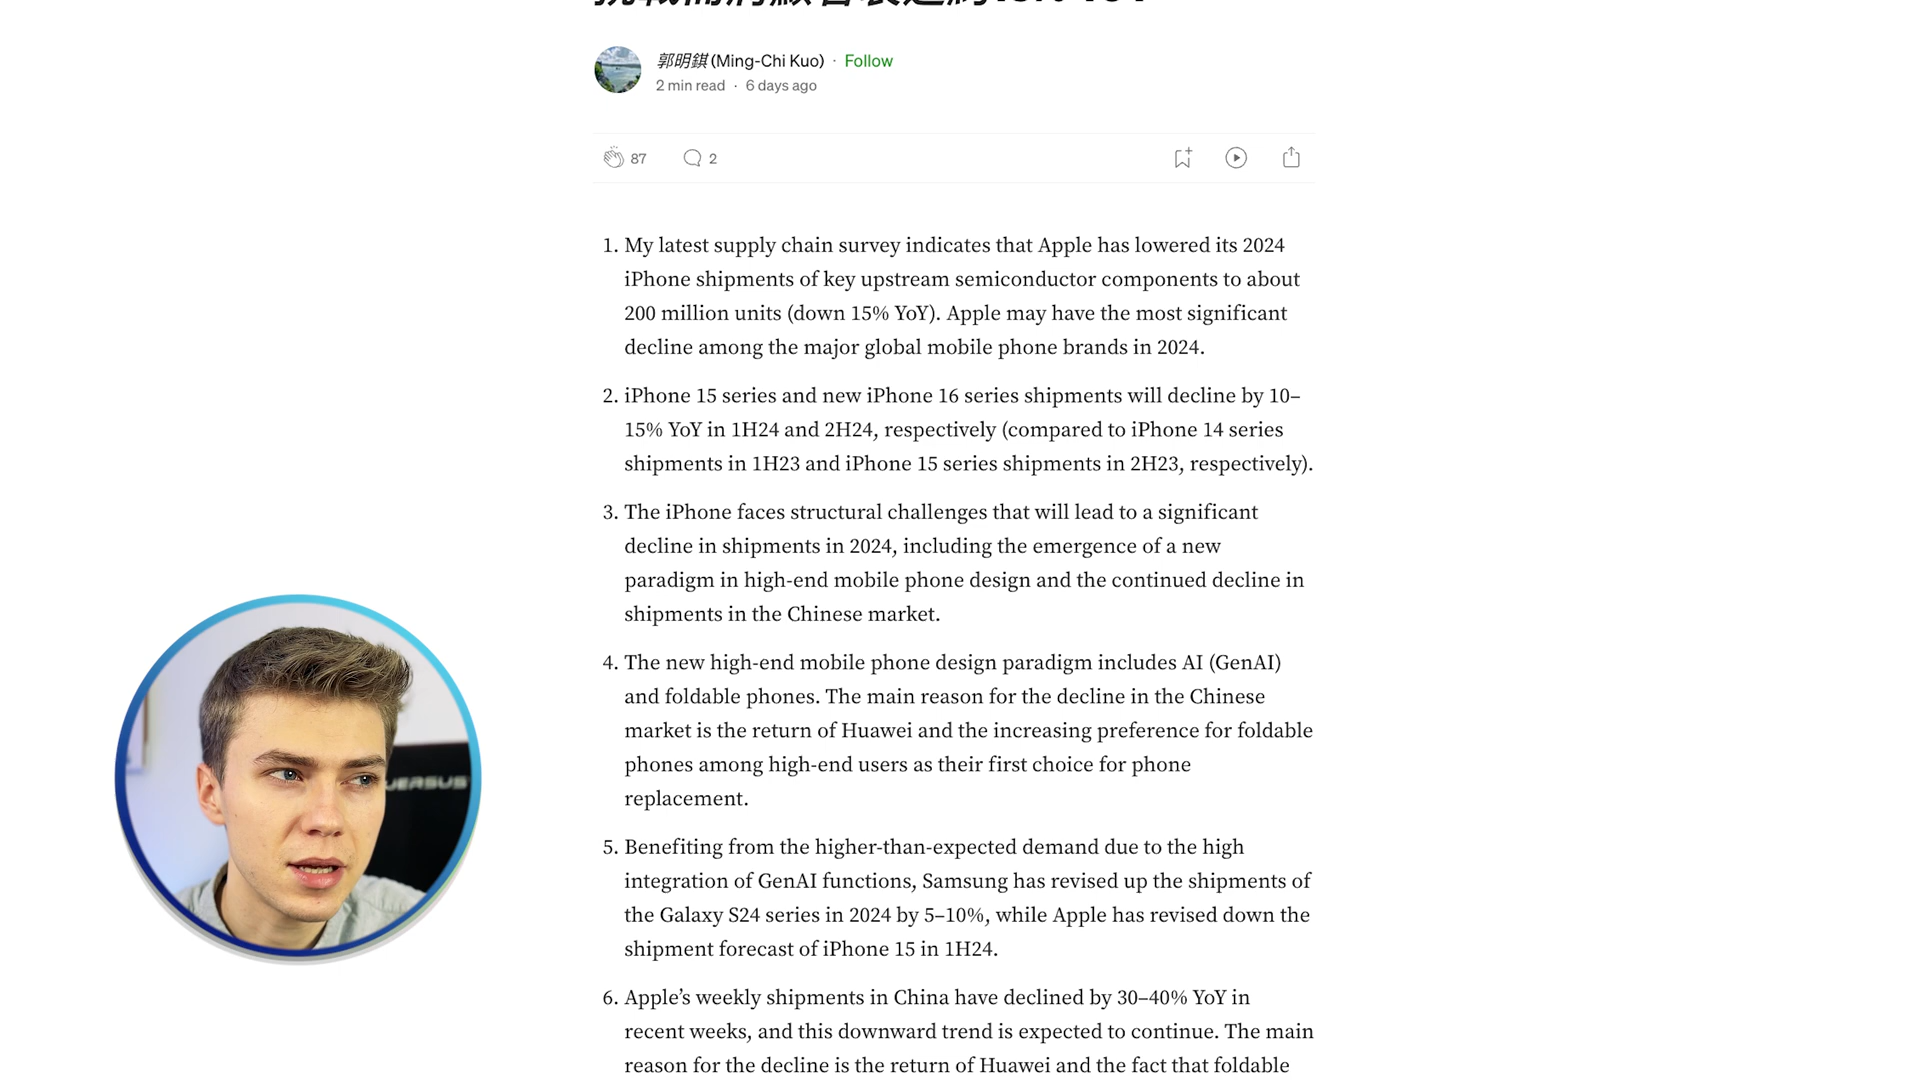 郭明錤 (Ming-Chi Kuo) · Follow
2 min read · 6 days ago
87 2
1. My latest supply chain survey indicates that Apple has lowered its 2024
iPhone shipments of key upstream semiconductor components to about
200 million units (down 15% YoY). Apple may have the most significant
decline among the major global mobile phone brands in 2024.
2. iPhone 15 series and new iPhone 16 series shipments will decline by 10–
15% YoY in 1H24 and 2H24, respectively (compared to iPhone 14 series
shipments in 1H23 and iPhone 15 series shipments in 2H23, respectively).
3. The iPhone faces structural challenges that will lead to a significant
decline in shipments in 2024, including the emergence of a new
paradigm in high-end mobile phone design and the continued decline in
shipments in the Chinese market.
4. The new high-end mobile phone design paradigm includes AI (GenAI)
and foldable phones. The main reason for the decline in the Chinese
market is the return of Huawei and the increasing preference for foldable
phones among high-end users as their first choice for phone
replacement.
5. Benefiting from the higher-than-expected demand due to the high
integration of GenAI functions, Samsung has revised up the shipments of
the Galaxy S24 series in 2024 by 5–10%, while Apple has revised down the
shipment forecast of iPhone 15 in 1H24.
6. Apple’s weekly shipments in China have declined by 30–40% YoY in
recent weeks, and this downward trend is expected to continue. The main
reason for the decline is the return of Huawei and the fact that foldable